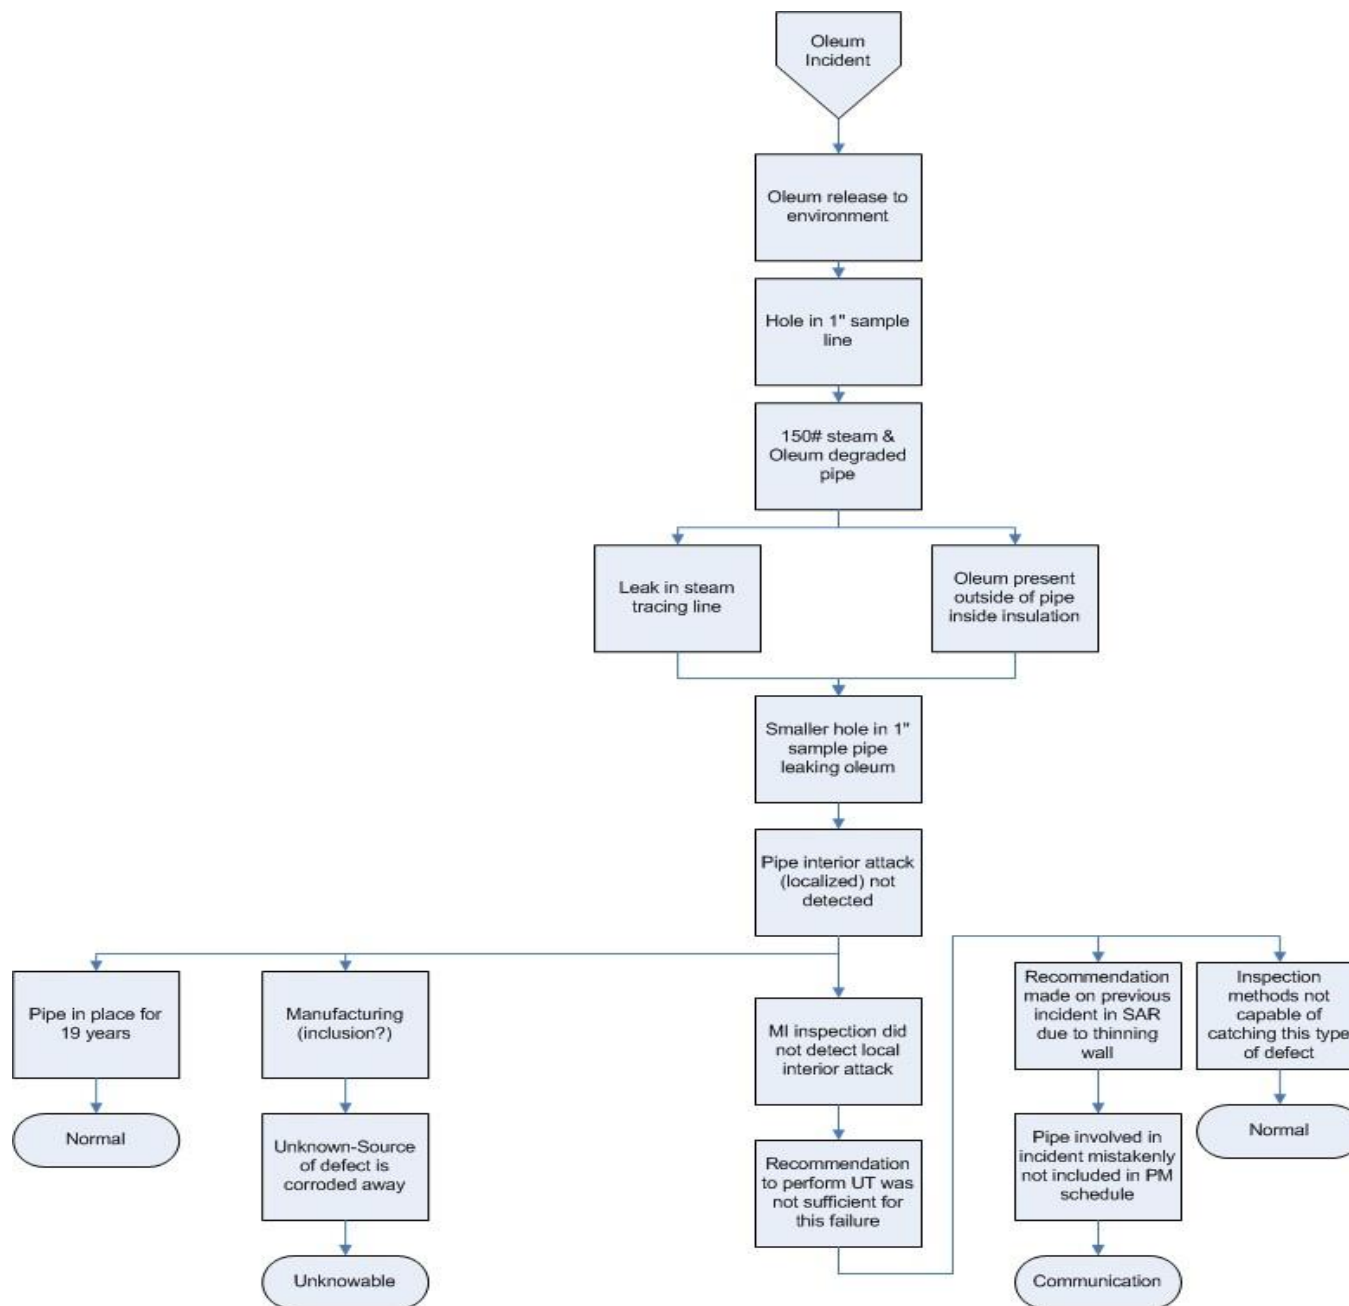 Oleum
Incident
Oleum release to
environment
Hole in 1" sample
line
150# steam &
Oleum degraded
pipe
Leak in steam
tracing line
Oleum present
outside of pipe
inside insulation
Smaller hole in 1"
sample pipe
leaking oleum
Pipe interior attack
(localized) not
detected
Pipe in place for
19 years
Normal
Manufacturing
(inclusion?)
Unknown-Source
of defect is
corroded away
Unknowable
MI inspection did
not detect local
interior attack
Recommendation
to perform UT was
not sufficient for
this failure
Recommendation
made on previous
incident in SAR
due to thinning
wall
Pipe involved in
incident mistakenly
not included in PM
schedule
Communication
Inspection
methods not
capable of
catching this type
of defect
Normal